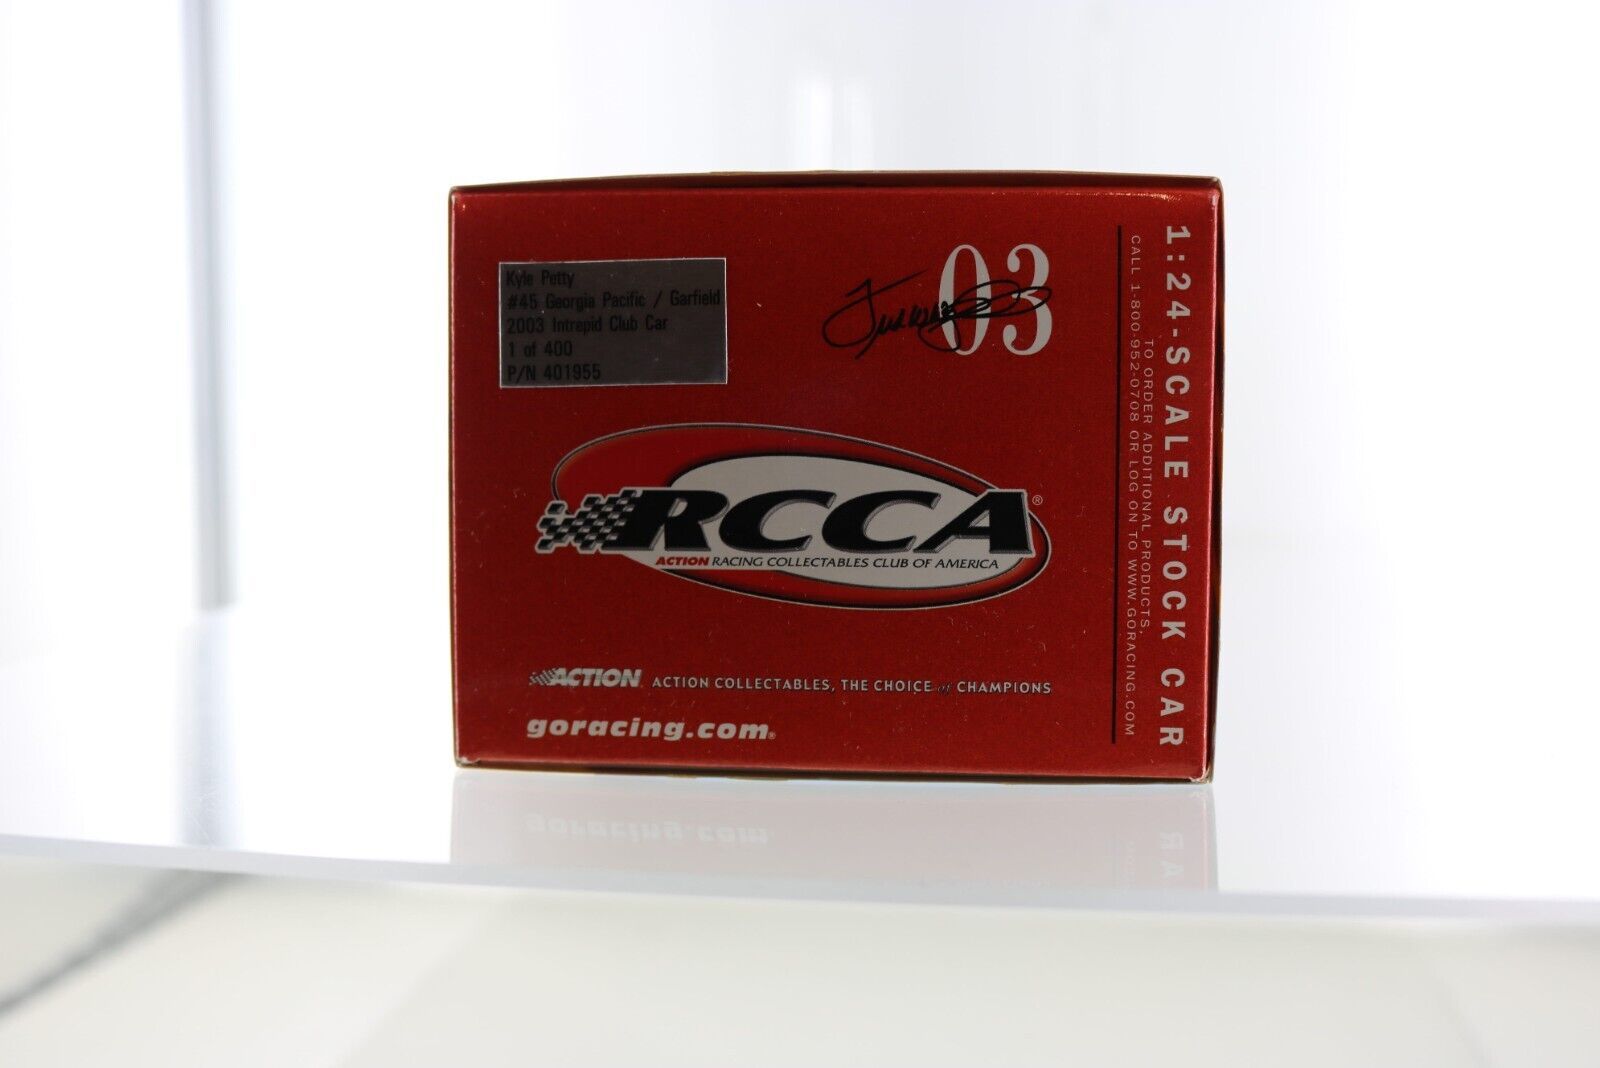 Kyle Petty
#45 Georgia Pacific / Garfield
2003 Intrepid Club Car
1 of 400
P/N 401955
03
RCCA®
ACTION RACING COLLECTABLES CLUB OF AMERICA
ACTION ACTION COLLECTABLES, THE CHOICE of CHAMPIONS
goracing.com®
1:24-SCALE STOCK CAR
TO ORDER ADDITIONAL PRODUCTS,
CALL 1-800-952-0708 OR LOG ON TO WWW.GORACING.COM